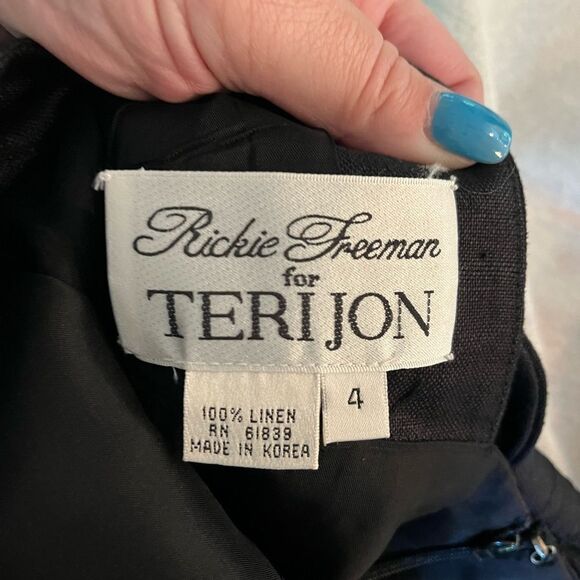 Rickie Freeman
for
TERI JON
100% LINEN
RN 61839
MADE IN KOREA
4